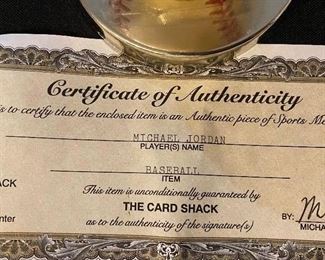 Certificate of Authenticity
is to certify that the enclosed item is an Authentic piece of Sports Me
MICHAEL JORDAN
PLAYER(S) NAME
BASEBALL
ITEM
ACK
This item is unconditionally guaranteed by
THE CARD SHACK
nter
as to the authenticity of the signature(s)
BY: M
MICHA